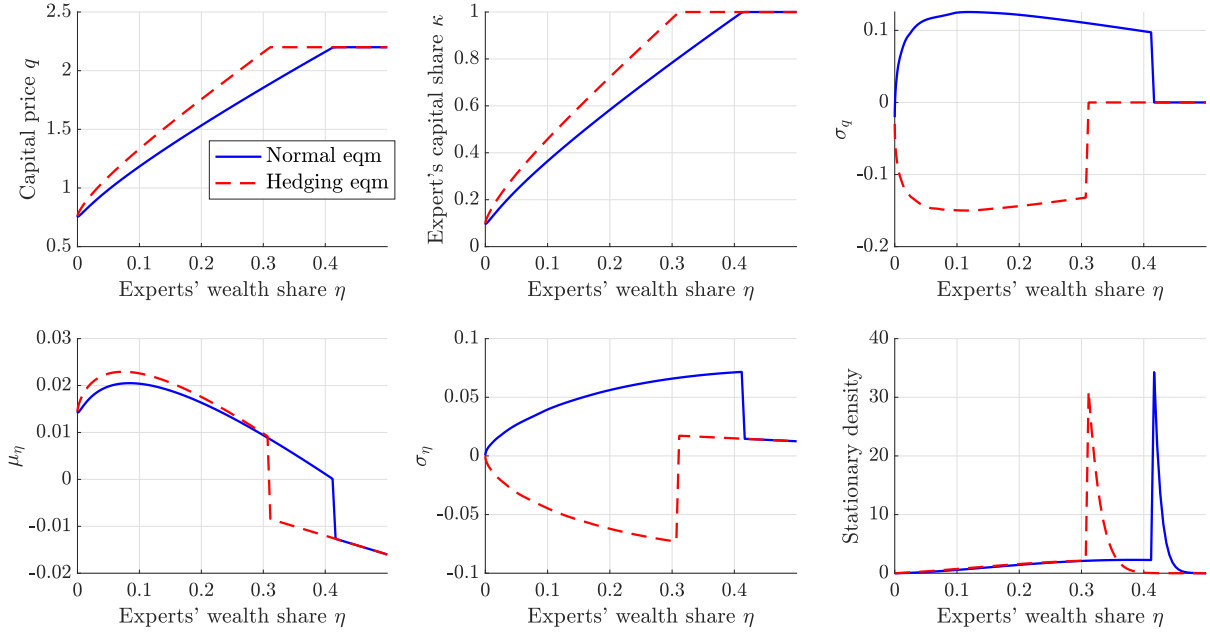 2.5
2
1.5
1
0.5
Capital price q
0 0.1 0.2 0.3 0.4
Experts' wealth share η
Normal eqm
Hedging eqm
1
0.8
0.6
0.4
0.2
0
Expert's capital share κ
0 0.1 0.2 0.3 0.4
Experts' wealth share η
0.1
0
-0.1
-0.2
σq
0 0.1 0.2 0.3 0.4
Experts' wealth share η
0.03
0.02
0.01
0
-0.01
-0.02
μη
0 0.1 0.2 0.3 0.4
Experts' wealth share η
0.1
0.05
0
-0.05
-0.1
ση
0 0.1 0.2 0.3 0.4
Experts' wealth share η
40
30
20
10
0
Stationary density
0 0.1 0.2 0.3 0.4
Experts' wealth share η